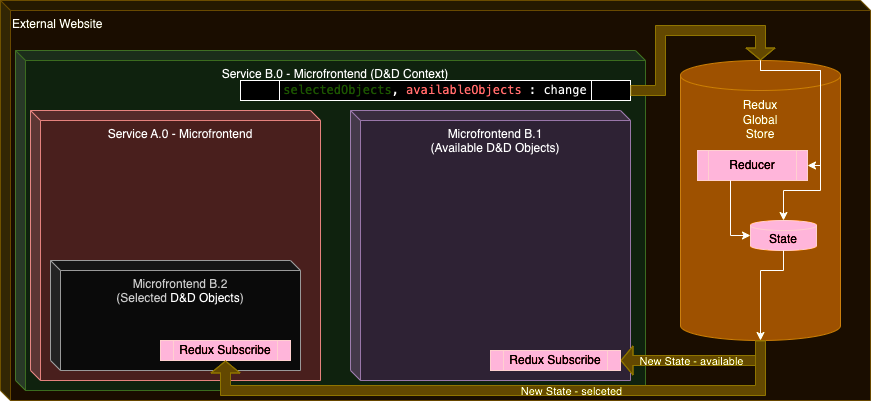 External Website
Service B.0 - Microfrontend (D&D Context)
selectedObjects, availableObjects : change
Service A.0 - Microfrontend
Microfrontend B.1
(Available D&D Objects)
Redux
Global
Store
Reducer
State
Microfrontend B.2
(Selected D&D Objects)
Redux Subscribe
Redux Subscribe
New State - available
New State - selceted